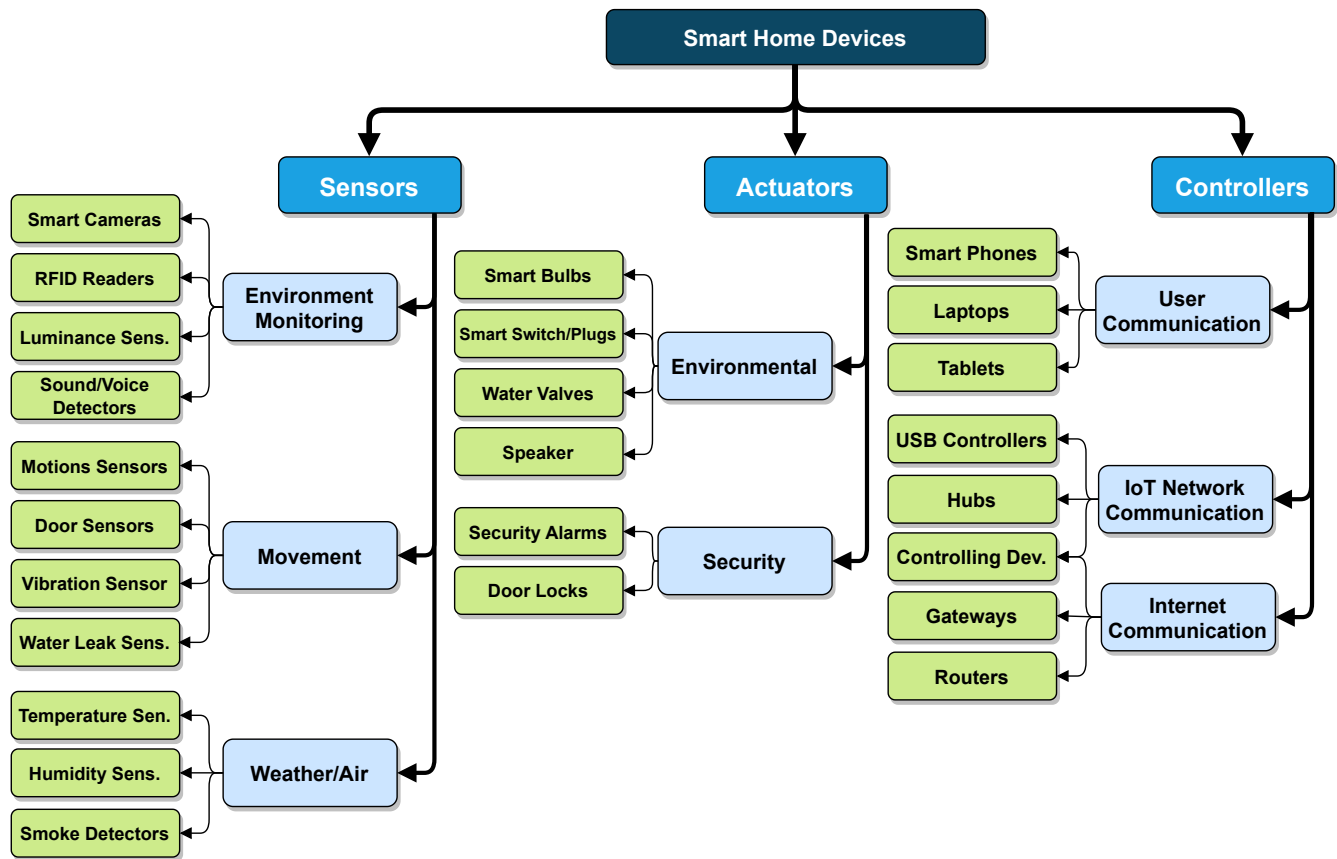 Smart Home Devices
Sensors
Actuators
Controllers
Smart Cameras
RFID Readers
Luminance Sens.
Sound/Voice
Detectors
Environment
Monitoring
Motions Sensors
Door Sensors
Vibration Sensor
Water Leak Sens.
Movement
Temperature Sen.
Humidity Sens.
Smoke Detectors
Weather/Air
Smart Bulbs
Smart Switch/Plugs
Water Valves
Speaker
Environmental
Security Alarms
Door Locks
Security
Smart Phones
Laptops
Tablets
User
Communication
USB Controllers
Hubs
Controlling Dev.
Gateways
Routers
IoT Network
Communication
Internet
Communication